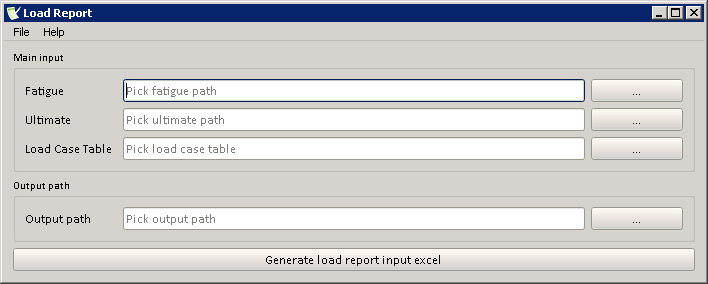 Load Report
File Help
Main input
Fatigue Pick fatigue path ...
Ultimate Pick ultimate path ...
Load Case Table Pick load case table ...
Output path
Output path Pick output path ...
Generate load report input excel